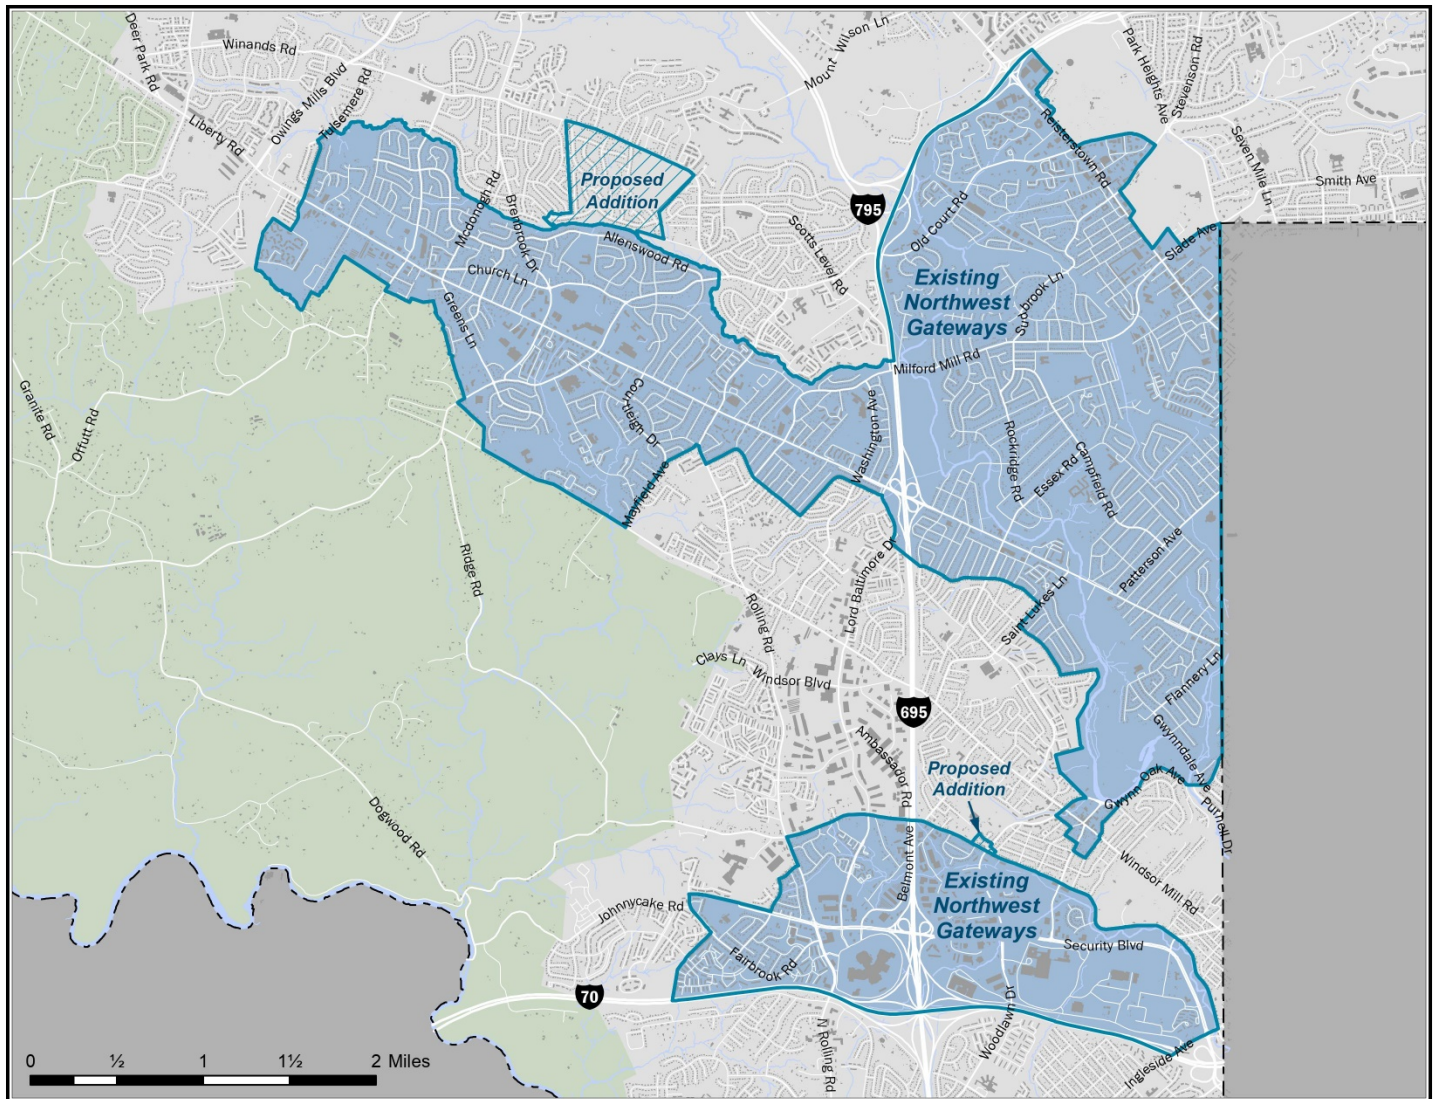 Deer Park Rd
Winands Rd
Owings Mills Blvd
Tulsemere Rd
Liberty Rd
Mount Wilson Ln
Park Heights Ave
Stevenson Rd
Seven Mile Ln
Smith Ave
Reisterstown Rd
Slade Ave
Proposed
Addition
795
Mcdonogh Rd
Brenbrook Dr
Allenswood Rd
Scotts Level Rd
Old Court Rd
Church Ln
Greens Ln
Existing
Northwest
Gateways
Sudbrook Ln
Milford Mill Rd
Granite Rd
Offutt Rd
Courtleigh Dr
Mayfield Ave
Washington Ave
Rockridge Rd
Essex Rd
Campfield Rd
Patterson Ave
Ridge Rd
Rolling Rd
Lord Baltimore Dr
Saint Lukes Ln
Clays Ln
Windsor Blvd
Flannery Ln
695
Gwynndale Ave
Ambassador Rd
Proposed
Addition
Gwynn Oak Ave
Purnell Dr
Dogwood Rd
Belmont Ave
Windsor Mill Rd
Existing
Northwest
Gateways
Johnnycake Rd
Fairbrook Rd
Security Blvd
70
N Rolling Rd
Woodlawn Dr
Ingleside Ave
0 ½ 1 1½ 2 Miles